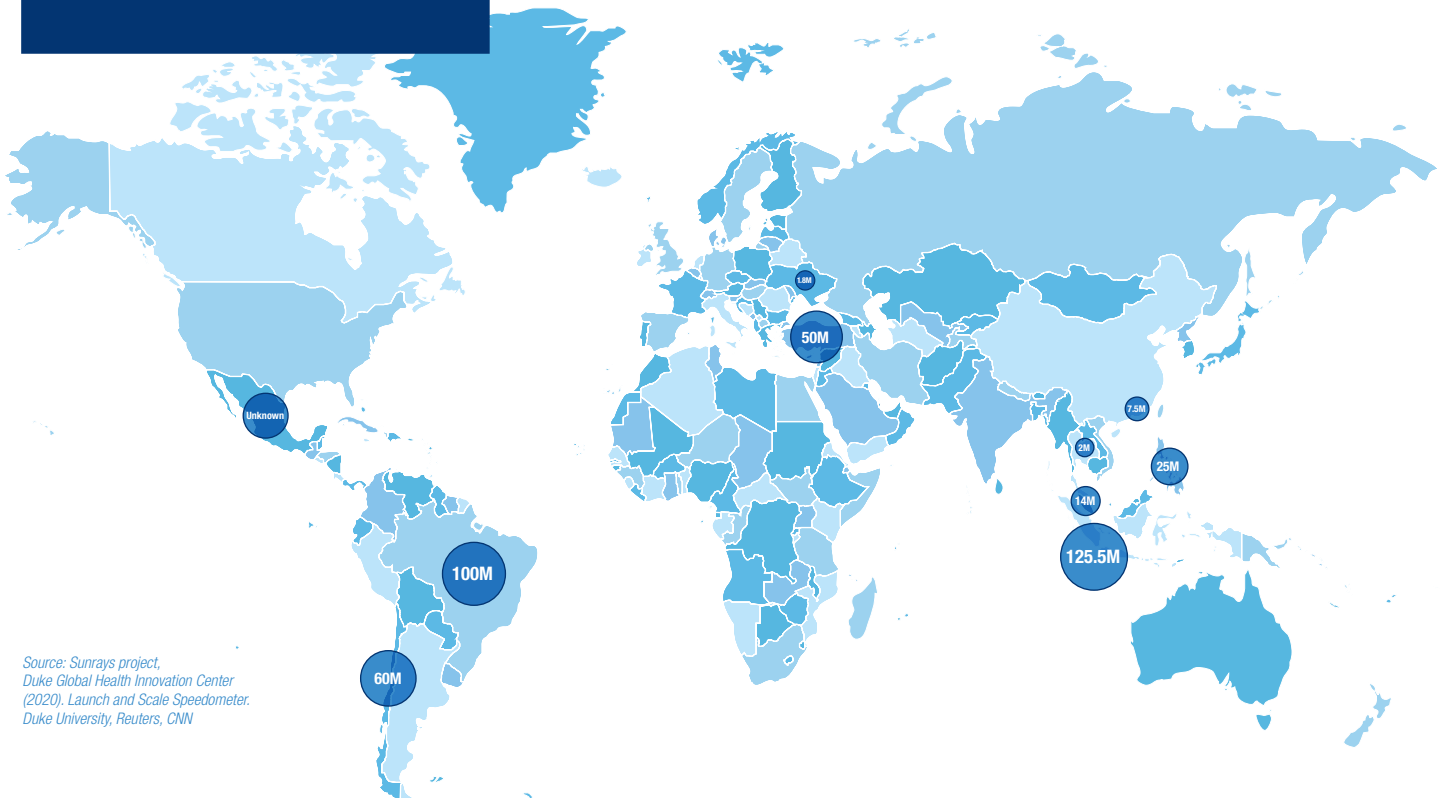 1.8M
50M
Unknown
7.5M
2M
25M
14M
125.5M
100M
60M
Source: Sunrays project,
Duke Global Health Innovation Center
(2020). Launch and Scale Speedometer.
Duke University, Reuters, CNN